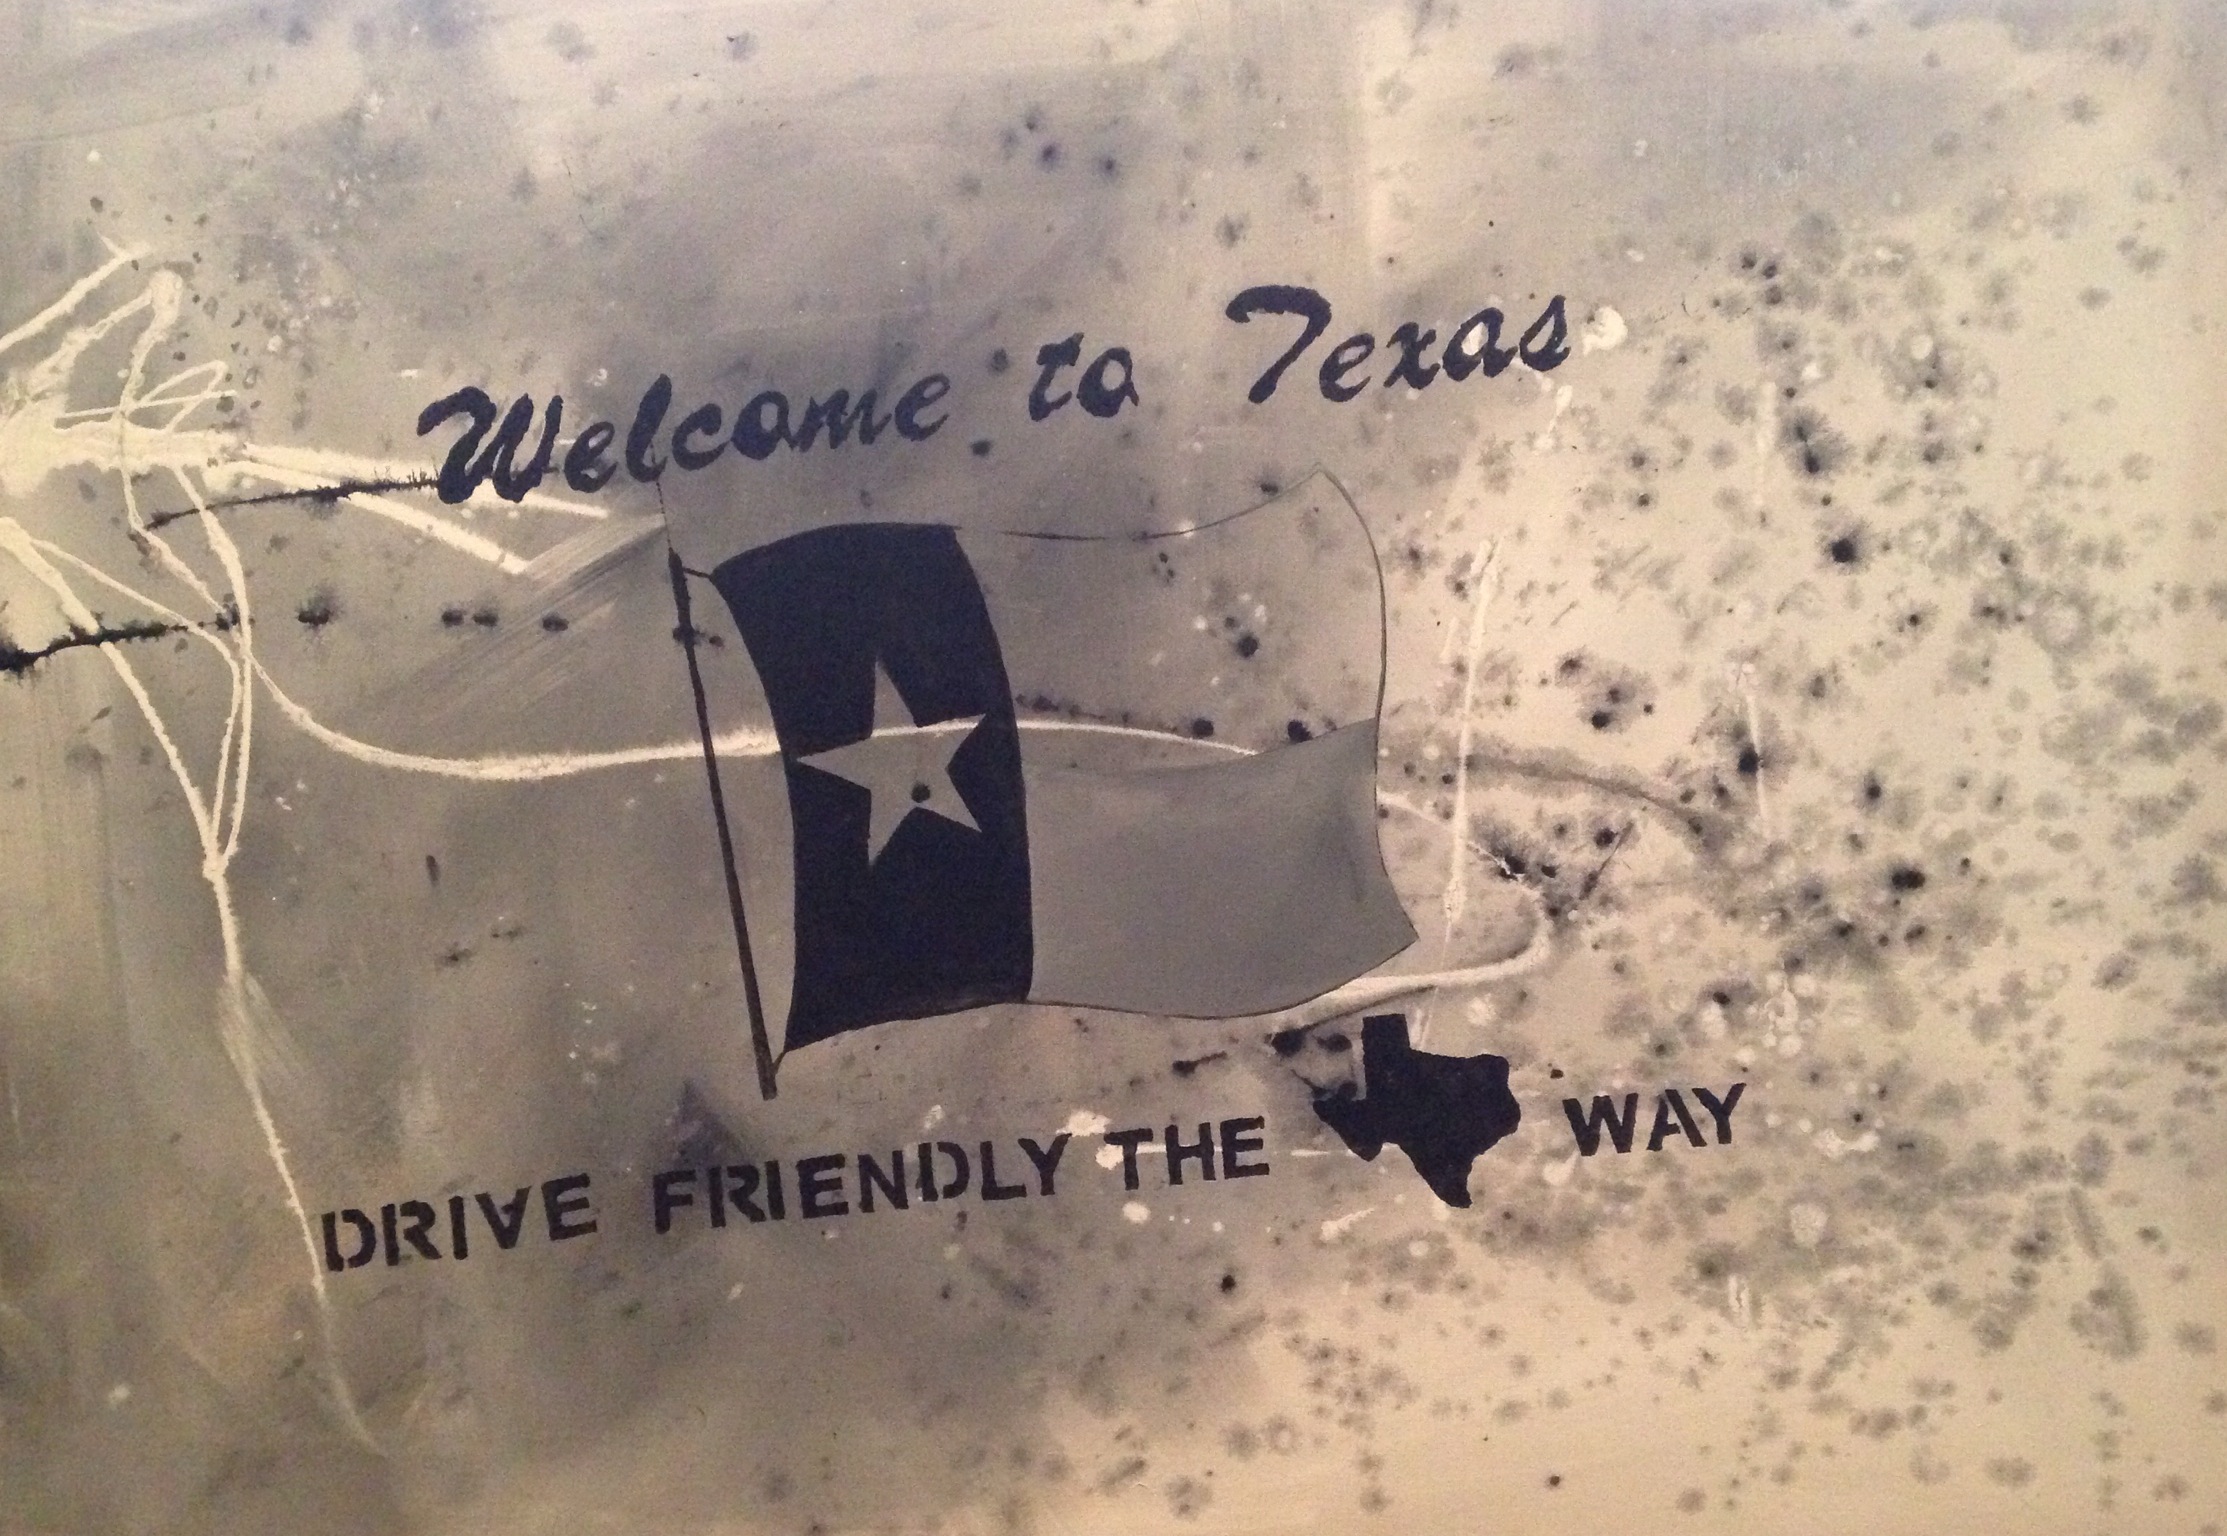 Welcome to Texas
DRIVE FRIENDLY THE WAY